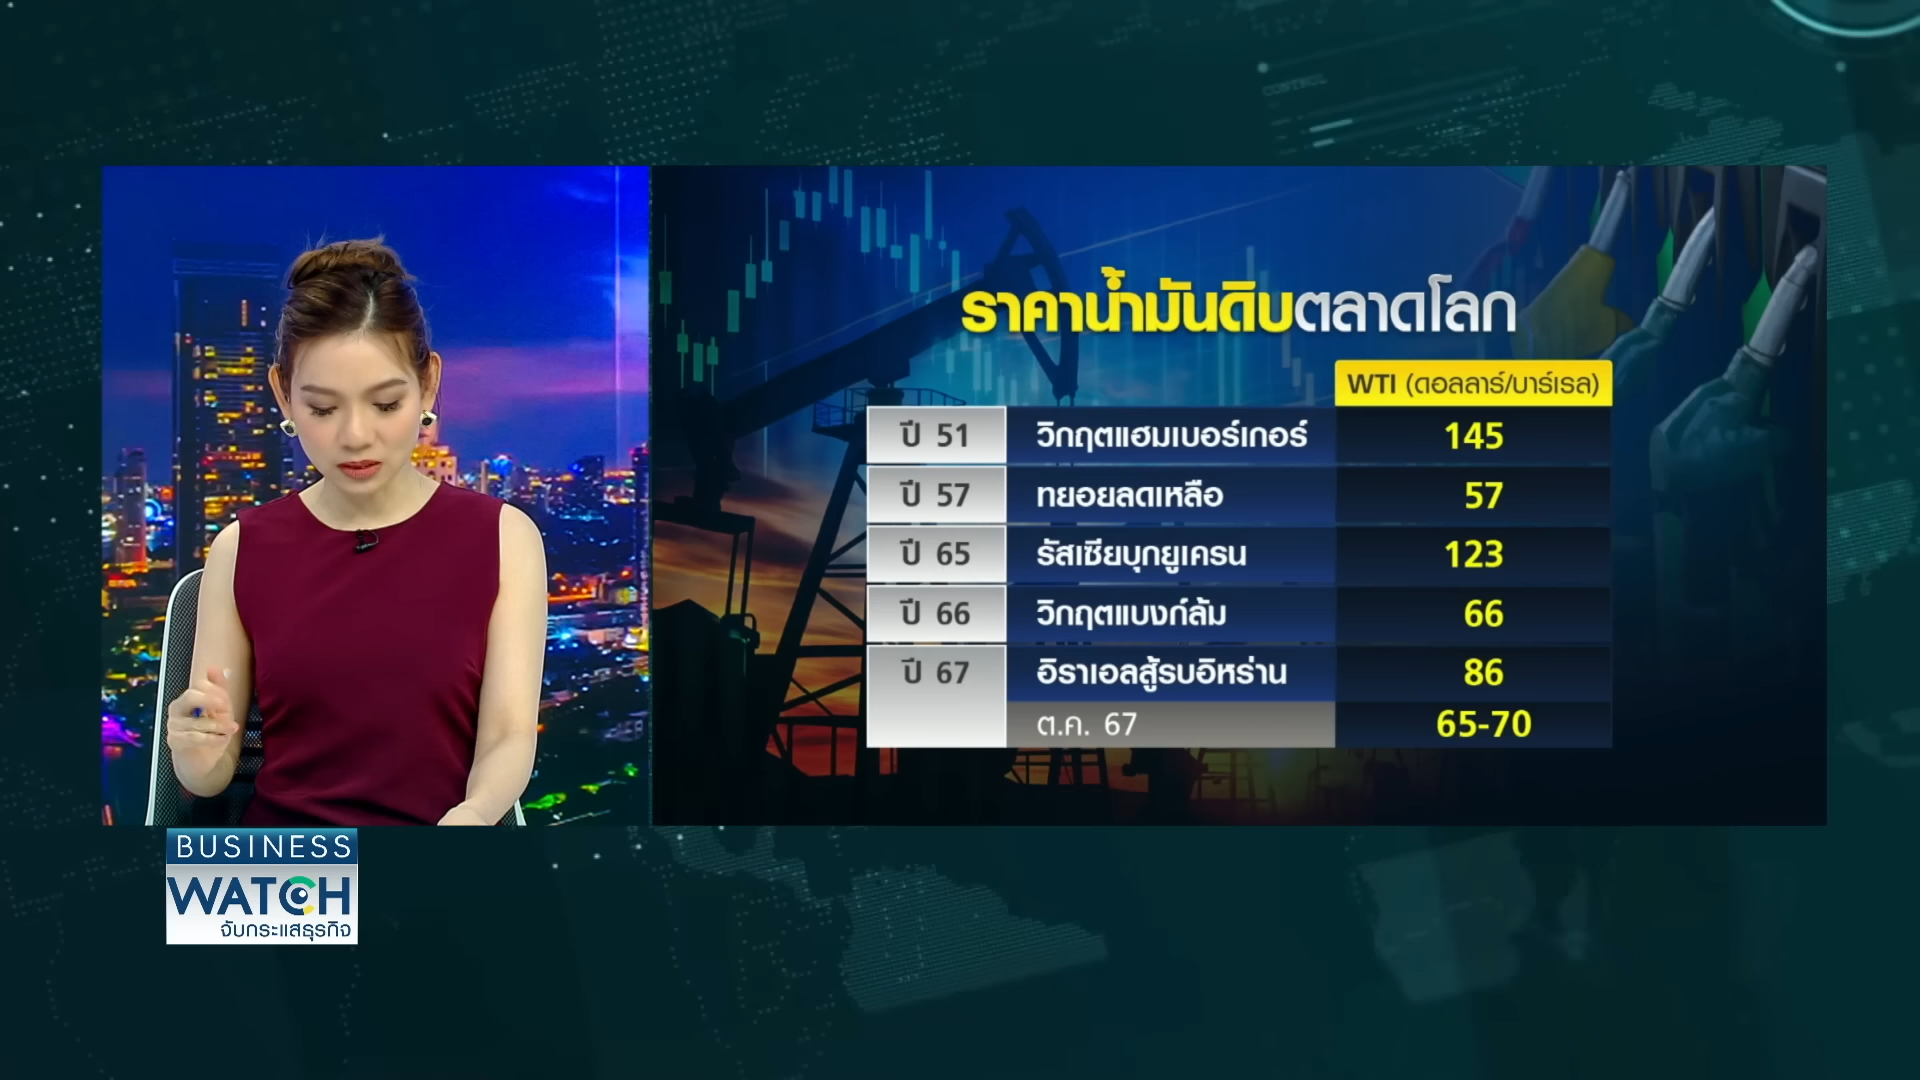 ราคาน้ำมันดิบตลาดโลก
WTI (ดอลลาร์/บาร์เรล)
ปี 51 วิกฤตแฮมเบอร์เกอร์ 145
ปี 57 ทยอยลดเหลือ 57
ปี 65 รัสเซียบุกยูเครน 123
ปี 66 วิกฤตแบงก์ล้ม 66
ปี 67 อิราเอลสู้รบอิหร่าน 86
ต.ค. 67 65-70
BUSINESS
WATCH
จับกระแสธุรกิจ